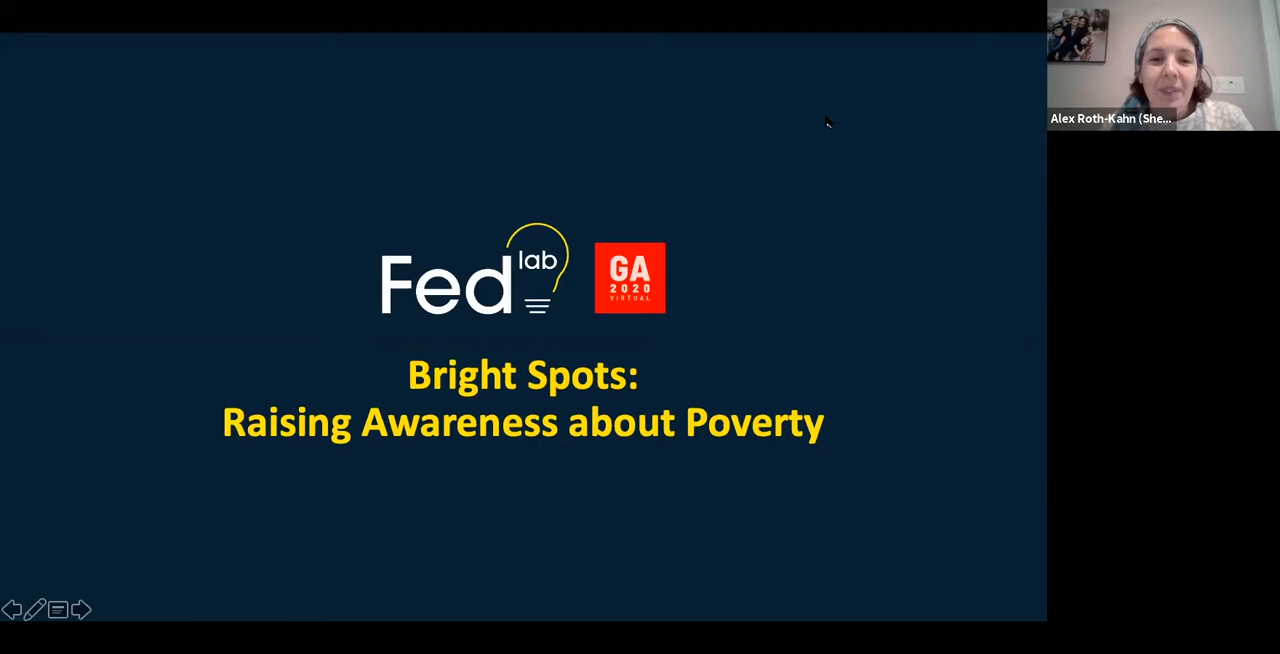 Fed lab
GA
2020
VIRTUAL
Bright Spots:
Raising Awareness about Poverty
Alex Roth-Kahn (She...